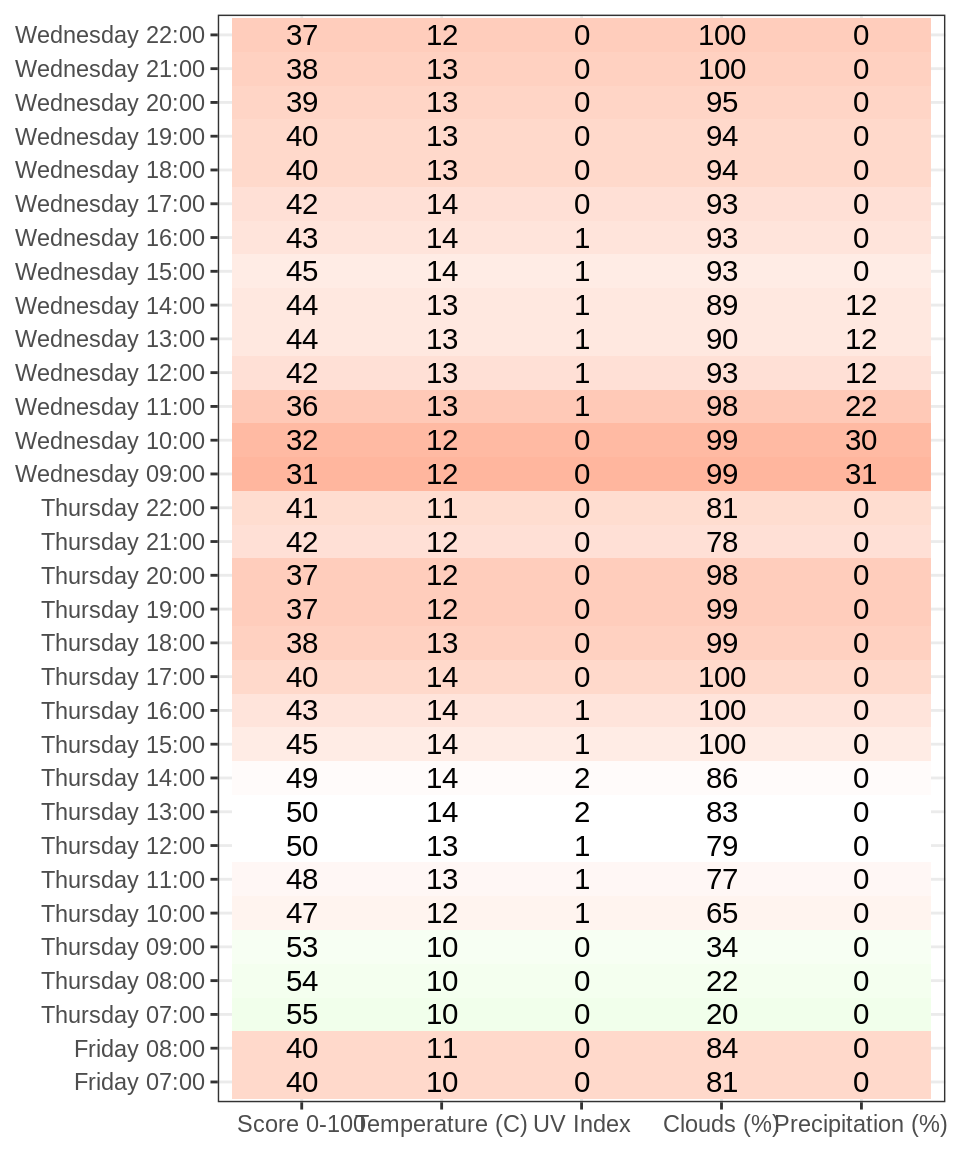 Wednesday 22:00 37 12 0 100 0
Wednesday 21:00 38 13 0 100 0
Wednesday 20:00 39 13 0 95 0
Wednesday 19:00 40 13 0 94 0
Wednesday 18:00 40 13 0 94 0
Wednesday 17:00 42 14 0 93 0
Wednesday 16:00 43 14 1 93 0
Wednesday 15:00 45 14 1 93 0
Wednesday 14:00 44 13 1 89 12
Wednesday 13:00 44 13 1 90 12
Wednesday 12:00 42 13 1 93 12
Wednesday 11:00 36 13 1 98 22
Wednesday 10:00 32 12 0 99 30
Wednesday 09:00 31 12 0 99 31
Thursday 22:00 41 11 0 81 0
Thursday 21:00 42 12 0 78 0
Thursday 20:00 37 12 0 98 0
Thursday 19:00 37 12 0 99 0
Thursday 18:00 38 13 0 99 0
Thursday 17:00 40 14 0 100 0
Thursday 16:00 43 14 1 100 0
Thursday 15:00 45 14 1 100 0
Thursday 14:00 49 14 2 86 0
Thursday 13:00 50 14 2 83 0
Thursday 12:00 50 13 1 79 0
Thursday 11:00 48 13 1 77 0
Thursday 10:00 47 12 1 65 0
Thursday 09:00 53 10 0 34 0
Thursday 08:00 54 10 0 22 0
Thursday 07:00 55 10 0 20 0
Friday 08:00 40 11 0 84 0
Friday 07:00 40 10 0 81 0
Score 0-100 Temperature (C) UV Index Clouds (%) Precipitation (%)